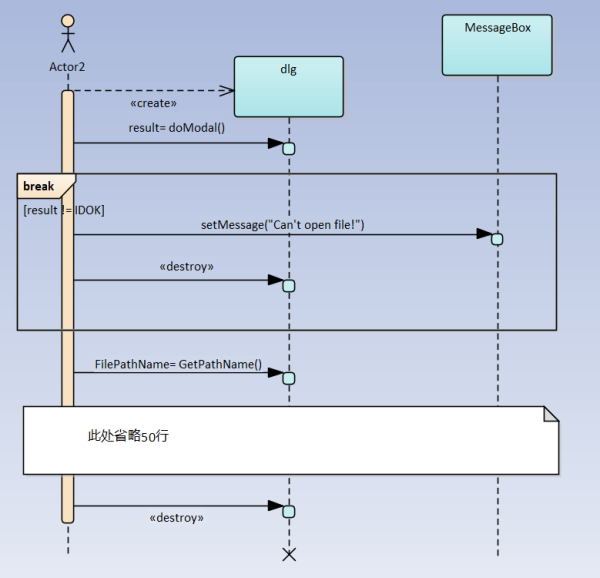 MessageBox
Actor2
dlg
«create»
result= doModal()
break
[result != IDOK]
setMessage("Can't open file!")
«destroy»
FilePathName= GetPathName()
此处省略50行
«destroy»